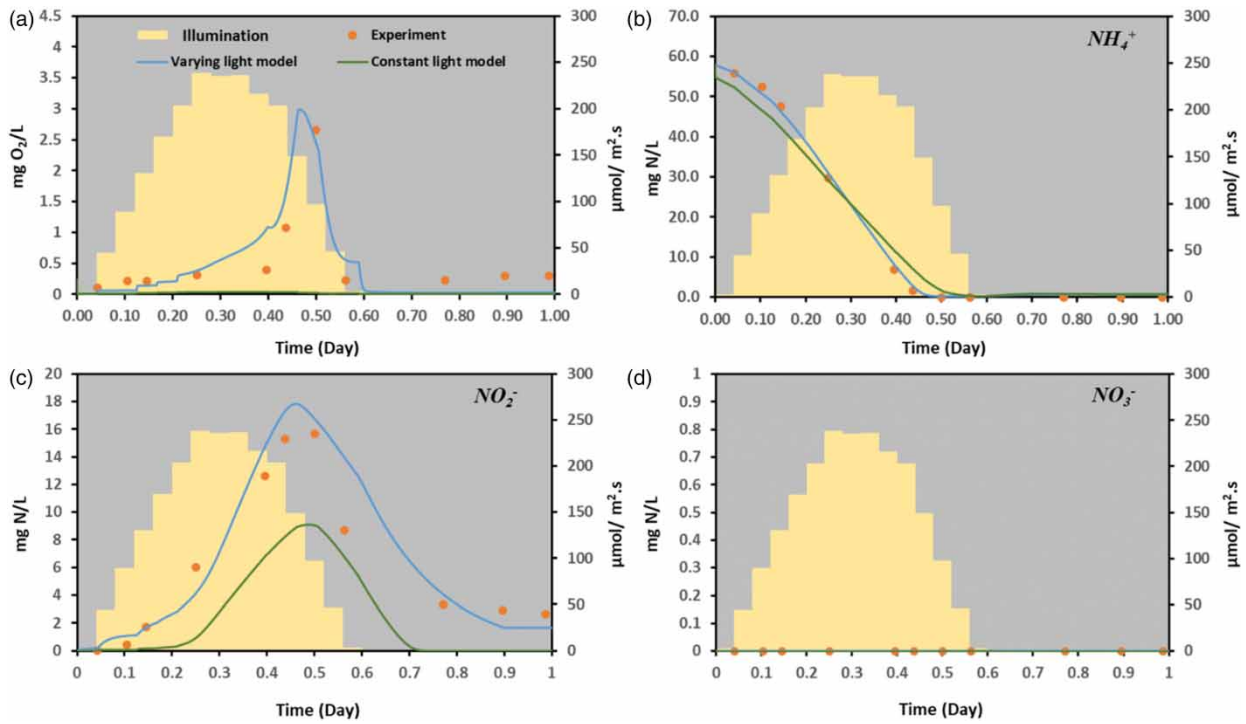 (a)
4.5
4
3.5
3
2.5
2
1.5
1
0.5
0
mg O₂/L
Illumination
Experiment
Varying light model
Constant light model
300
250
200
150
100
50
0
µmol/ m².s
0.00 0.10 0.20 0.30 0.40 0.50 0.60 0.70 0.80 0.90 1.00
Time (Day)
(b)
70.0
60.0
50.0
40.0
30.0
20.0
10.0
0.0
mg N/L
NH₄⁺
300
250
200
150
100
50
0
µmol/ m².s
0.00 0.10 0.20 0.30 0.40 0.50 0.60 0.70 0.80 0.90 1.00
Time (Day)
(c)
20
18
16
14
12
10
8
6
4
2
0
mg N/L
NO₂⁻
300
250
200
150
100
50
0
µmol/ m².s
0 0.1 0.2 0.3 0.4 0.5 0.6 0.7 0.8 0.9 1
Time (Day)
(d)
1
0.9
0.8
0.7
0.6
0.5
0.4
0.3
0.2
0.1
0
mg N/L
NO₃⁻
300
250
200
150
100
50
0
µmol/ m².s
0 0.1 0.2 0.3 0.4 0.5 0.6 0.7 0.8 0.9 1
Time (Day)